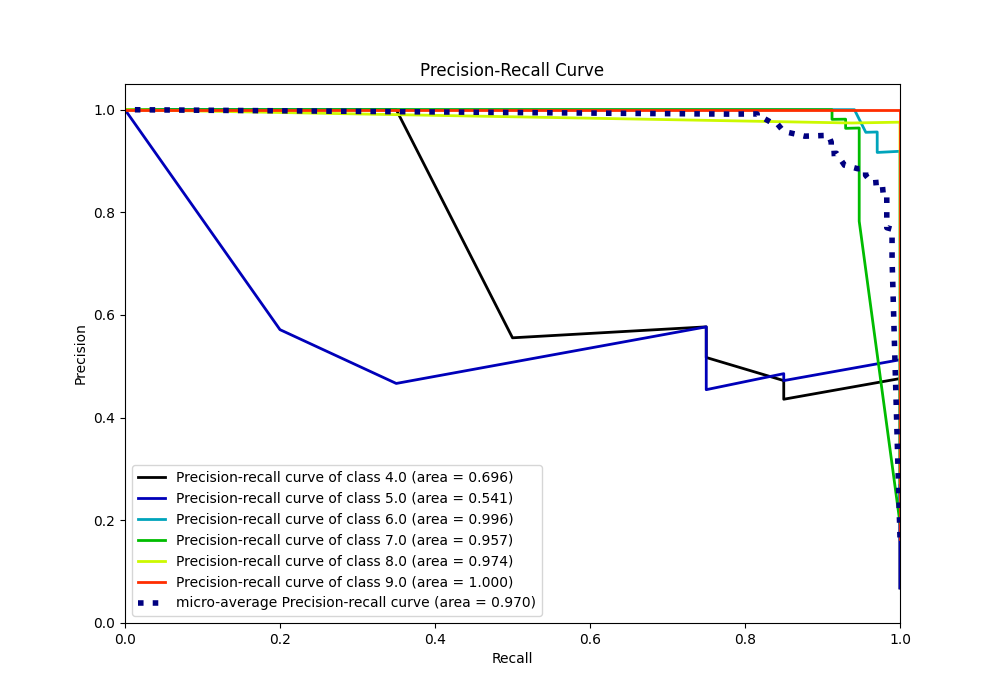 Precision-Recall Curve
1.0
0.8
0.6
0.4
0.2
0.0
Precision
Precision-recall curve of class 4.0 (area = 0.696)
Precision-recall curve of class 5.0 (area = 0.541)
Precision-recall curve of class 6.0 (area = 0.996)
Precision-recall curve of class 7.0 (area = 0.957)
Precision-recall curve of class 8.0 (area = 0.974)
Precision-recall curve of class 9.0 (area = 1.000)
micro-average Precision-recall curve (area = 0.970)
0.0 0.2 0.4 0.6 0.8 1.0
Recall